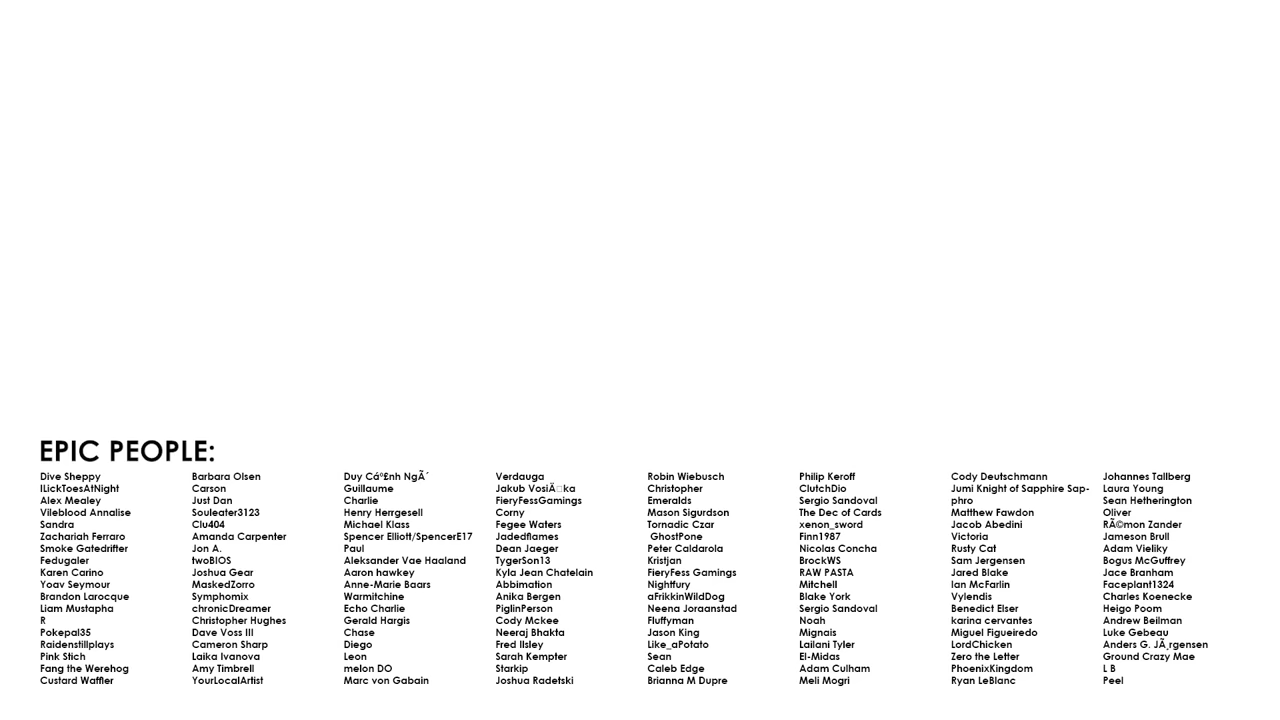 EPIC PEOPLE:
Dive Sheppy
ILickToesAtNight
Alex Mealey
Vileblood Annalise
Sandra
Zachariah Ferraro
Smoke Gatedrifter
Fedugaler
Karen Carino
Yoav Seymour
Brandon Larocque
Liam Mustapha
R
Pokepal35
Raidenstillplays
Pink Stich
Fang the Werehog
Custard Waffler
Barbara Olsen
Carson
Just Dan
Souleater3123
Clu404
Amanda Carpenter
Jon A.
twoBIOS
Joshua Gear
MaskedZorro
Symphomix
chronicDreamer
Christopher Hughes
Dave Voss III
Cameron Sharp
Laika Ivanova
Amy Timbrell
YourLocalArtist
Duy Cáº£nh NgÃ´
Guillaume
Charlie
Henry Herrgesell
Michael Klass
Spencer Elliott/SpencerE17
Paul
Aleksander Vae Haaland
Aaron hawkey
Anne-Marie Baars
Warmitchine
Echo Charlie
Gerald Hargis
Chase
Diego
Leon
melon DO
Marc von Gabain
Verdauga
Jakub VosiÄ□ka
FieryFessGamings
Corny
Fegee Waters
Jadedflames
Dean Jaeger
TygerSon13
Kyla Jean Chatelain
Abbimation
Anika Bergen
PiglinPerson
Cody Mckee
Neeraj Bhakta
Fred Ilsley
Sarah Kempter
Starkip
Joshua Radetski
Robin Wiebusch
Christopher
Emeralds
Mason Sigurdson
Tornadic Czar
GhostPone
Peter Caldarola
Kristjan
FieryFess Gamings
Nightfury
aFrikkinWildDog
Neena Joraanstad
Fluffyman
Jason King
Like_aPotato
Sean
Caleb Edge
Brianna M Dupre
Philip Keroff
ClutchDio
Sergio Sandoval
The Dec of Cards
xenon_sword
Finn1987
Nicolas Concha
BrockWS
RAW PASTA
Mitchell
Blake York
Sergio Sandoval
Noah
Mignais
Lailani Tyler
El-Midas
Adam Culham
Meli Mogri
Cody Deutschmann
Jumi Knight of Sapphire Sap-
phro
Matthew Fawdon
Jacob Abedini
Victoria
Rusty Cat
Sam Jergensen
Jared Blake
Ian McFarlin
Vylendis
Benedict Elser
karina cervantes
Miguel Figueiredo
LordChicken
Zero the Letter
PhoenixKingdom
Ryan LeBlanc
Johannes Tallberg
Laura Young
Sean Hetherington
Oliver
RÃ©mon Zander
Jameson Brull
Adam Vieliky
Bogus McGuffrey
Jace Branham
Faceplant1324
Charles Koenecke
Heigo Poom
Andrew Beilman
Luke Gebeau
Anders G. JÃ¸rgensen
Ground Crazy Mae
L B
Peel